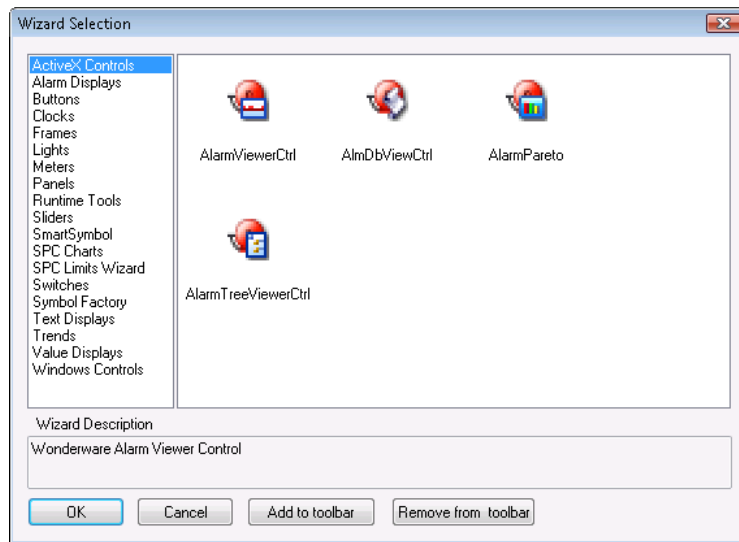 Wizard Selection
ActiveX Controls
Alarm Displays
Buttons
Clocks
Frames
Lights
Meters
Panels
Runtime Tools
Sliders
SmartSymbol
SPC Charts
SPC Limits Wizard
Switches
Symbol Factory
Text Displays
Trends
Value Displays
Windows Controls
AlarmViewerCtrl
AlmDbViewCtrl
AlarmPareto
AlarmTreeViewerCtrl
Wizard Description
Wonderware Alarm Viewer Control
OK
Cancel
Add to toolbar
Remove from toolbar